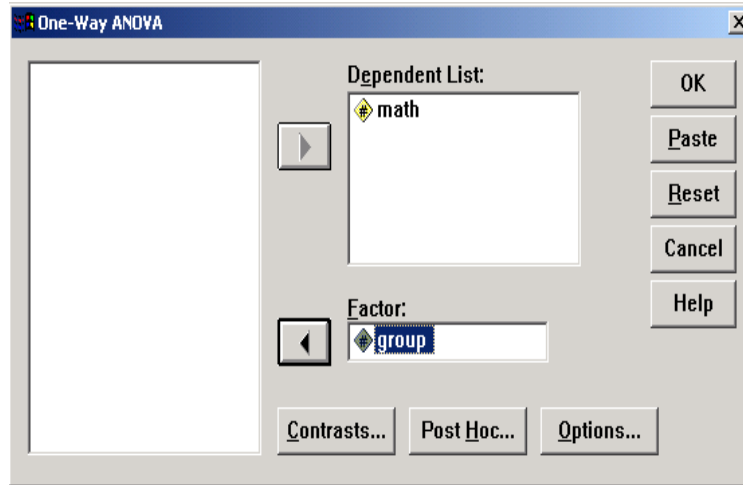 One-Way ANOVA
Dependent List:
# math
OK
Paste
Reset
Cancel
Help
Factor:
# group
Contrasts...
Post Hoc...
Options...